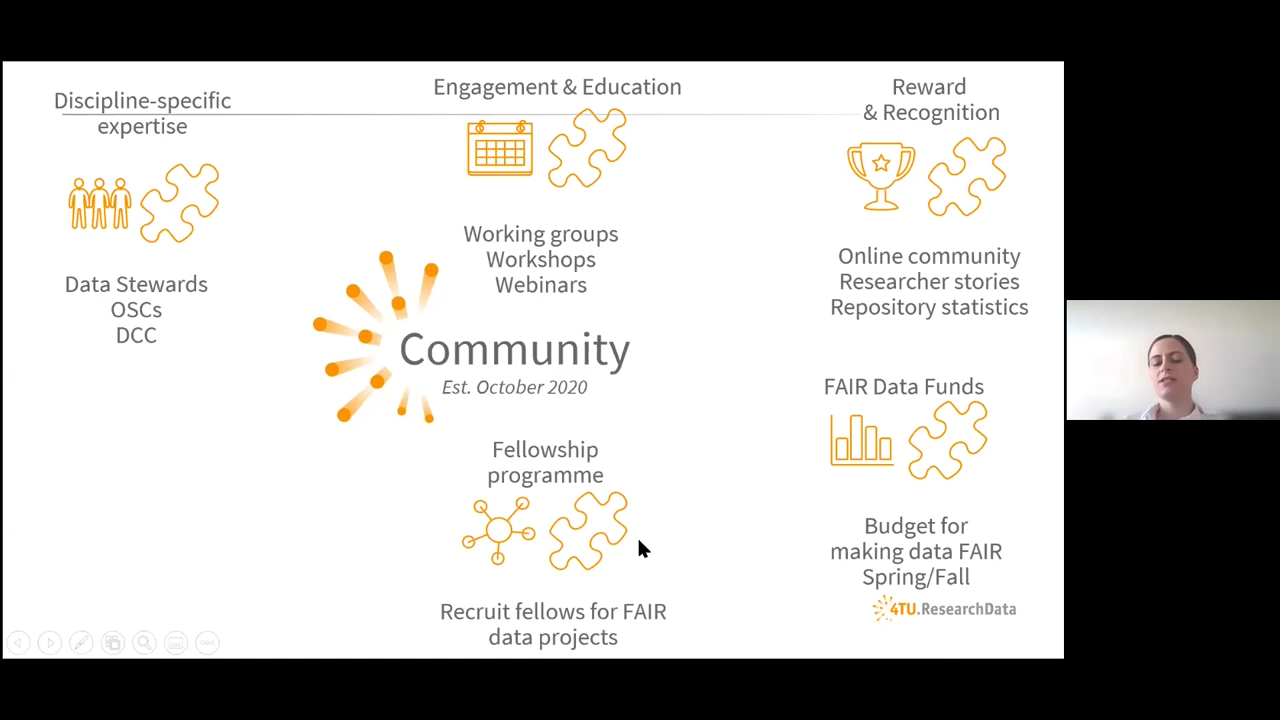 Discipline-specific
expertise
Data Stewards
OSCs
DCC
Engagement & Education
Working groups
Workshops
Webinars
Reward
& Recognition
Online community
Researcher stories
Repository statistics
Community
Est. October 2020
Fellowship
programme
Recruit fellows for FAIR
data projects
FAIR Data Funds
Budget for
making data FAIR
Spring/Fall
4TU.ResearchData